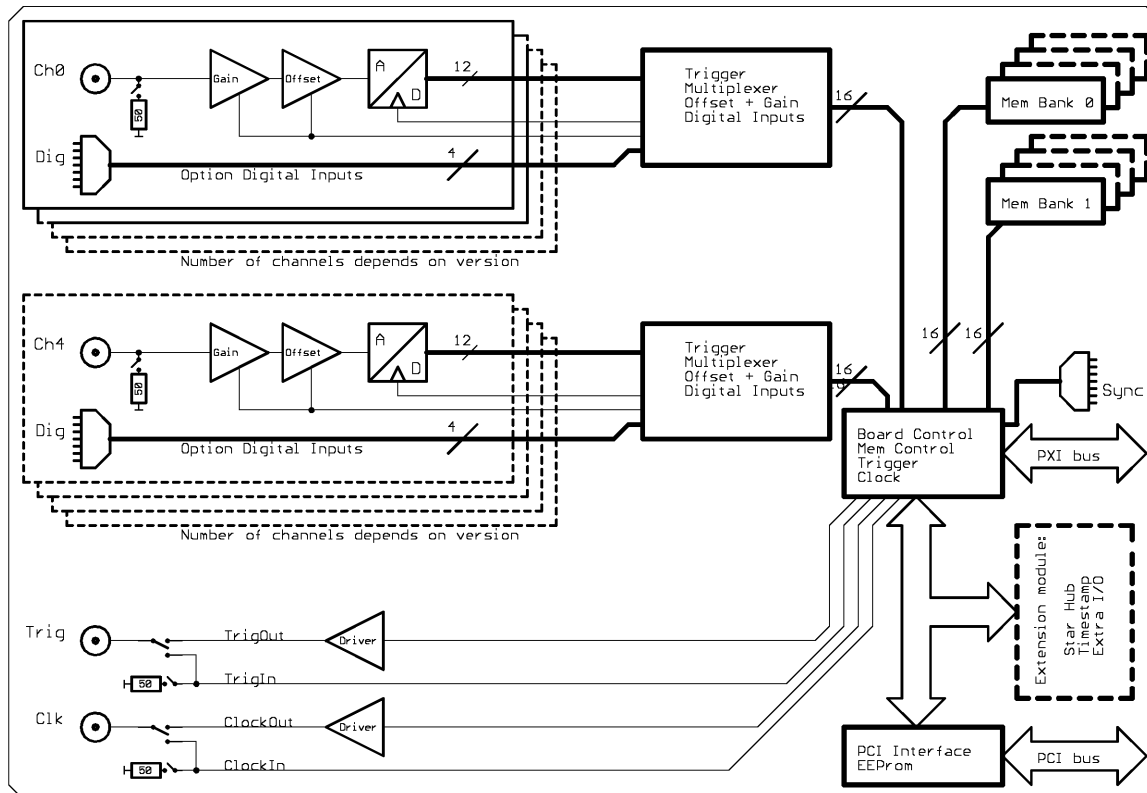 Ch0
Gain
Offset
A
D
12
50
Dig
Option Digital Inputs
4
Number of channels depends on version
Trigger
Multiplexer
Offset + Gain
Digital Inputs
16
Mem Bank 0
Mem Bank 1
16
16
Ch4
Gain
Offset
A
D
12
50
Dig
Option Digital Inputs
4
Number of channels depends on version
Trigger
Multiplexer
Offset + Gain
Digital Inputs
16
Sync
Board Control
Mem Control
Trigger
Clock
PXI bus
Extension module:
Star Hub
Timestamp
Extra I/O
Trig
TrigOut
Driver
50
TrigIn
Clk
ClockOut
Driver
50
ClockIn
PCI Interface
EEProm
PCI bus